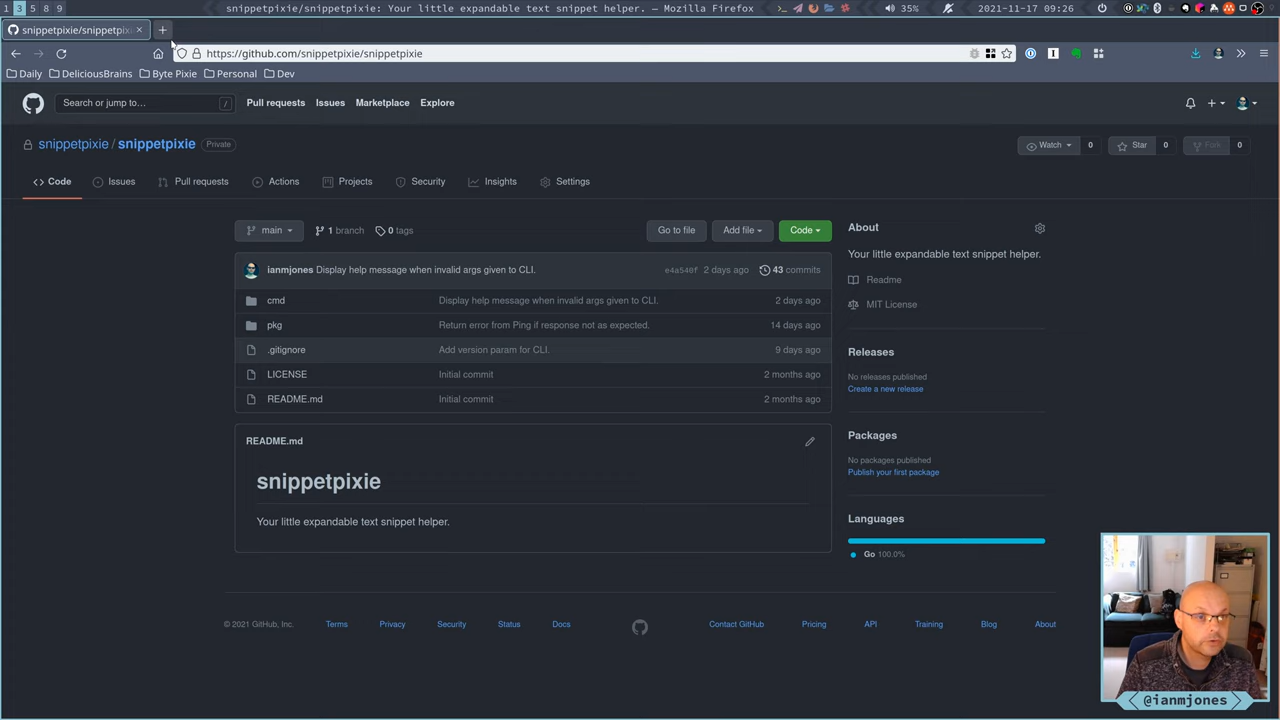 1 3 5 8 9 snippetpixie/snippetpixie: Your little expandable text snippet helper. — Mozilla Firefox 35% 2021-11-17 09:26
snippetpixie/snippetpix
https://github.com/snippetpixie/snippetpixie
Daily DeliciousBrains Byte Pixie Personal Dev
Search or jump to… / Pull requests Issues Marketplace Explore
snippetpixie / snippetpixie Private Watch 0 Star 0 Fork 0
Code Issues Pull requests Actions Projects Security Insights Settings
main 1 branch 0 tags Go to file Add file Code
ianmjones Display help message when invalid args given to CLI. e4a540f 2 days ago 43 commits
cmd Display help message when invalid args given to CLI. 2 days ago
pkg Return error from Ping if response not as expected. 14 days ago
.gitignore Add version param for CLI. 9 days ago
LICENSE Initial commit 2 months ago
README.md Initial commit 2 months ago
README.md
snippetpixie
Your little expandable text snippet helper.
About
Your little expandable text snippet helper.
Readme
MIT License
Releases
No releases published
Create a new release
Packages
No packages published
Publish your first package
Languages
Go 100.0%
© 2021 GitHub, Inc. Terms Privacy Security Status Docs Contact GitHub Pricing API Training Blog About
@ianmjones